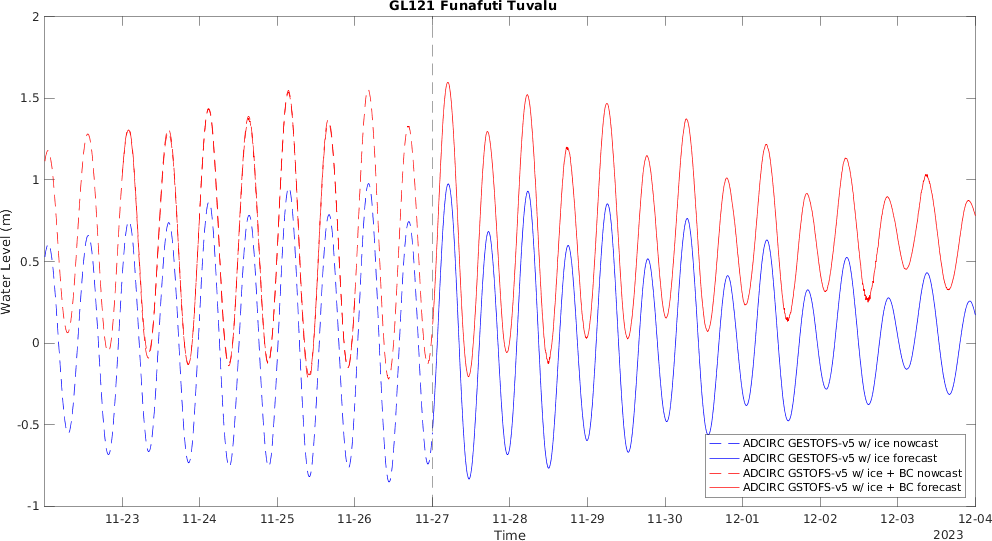 GL121 Funafuti Tuvalu
2
1.5
1
0.5
0
-0.5
-1
Water Level (m)
ADCIRC GESTOFS-v5 w/ ice nowcast
ADCIRC GESTOFS-v5 w/ ice forecast
ADCIRC GSTOFS-v5 w/ ice + BC nowcast
ADCIRC GSTOFS-v5 w/ ice + BC forecast
11-23 11-24 11-25 11-26 11-27 11-28 11-29 11-30 12-01 12-02 12-03 12-04
Time
2023